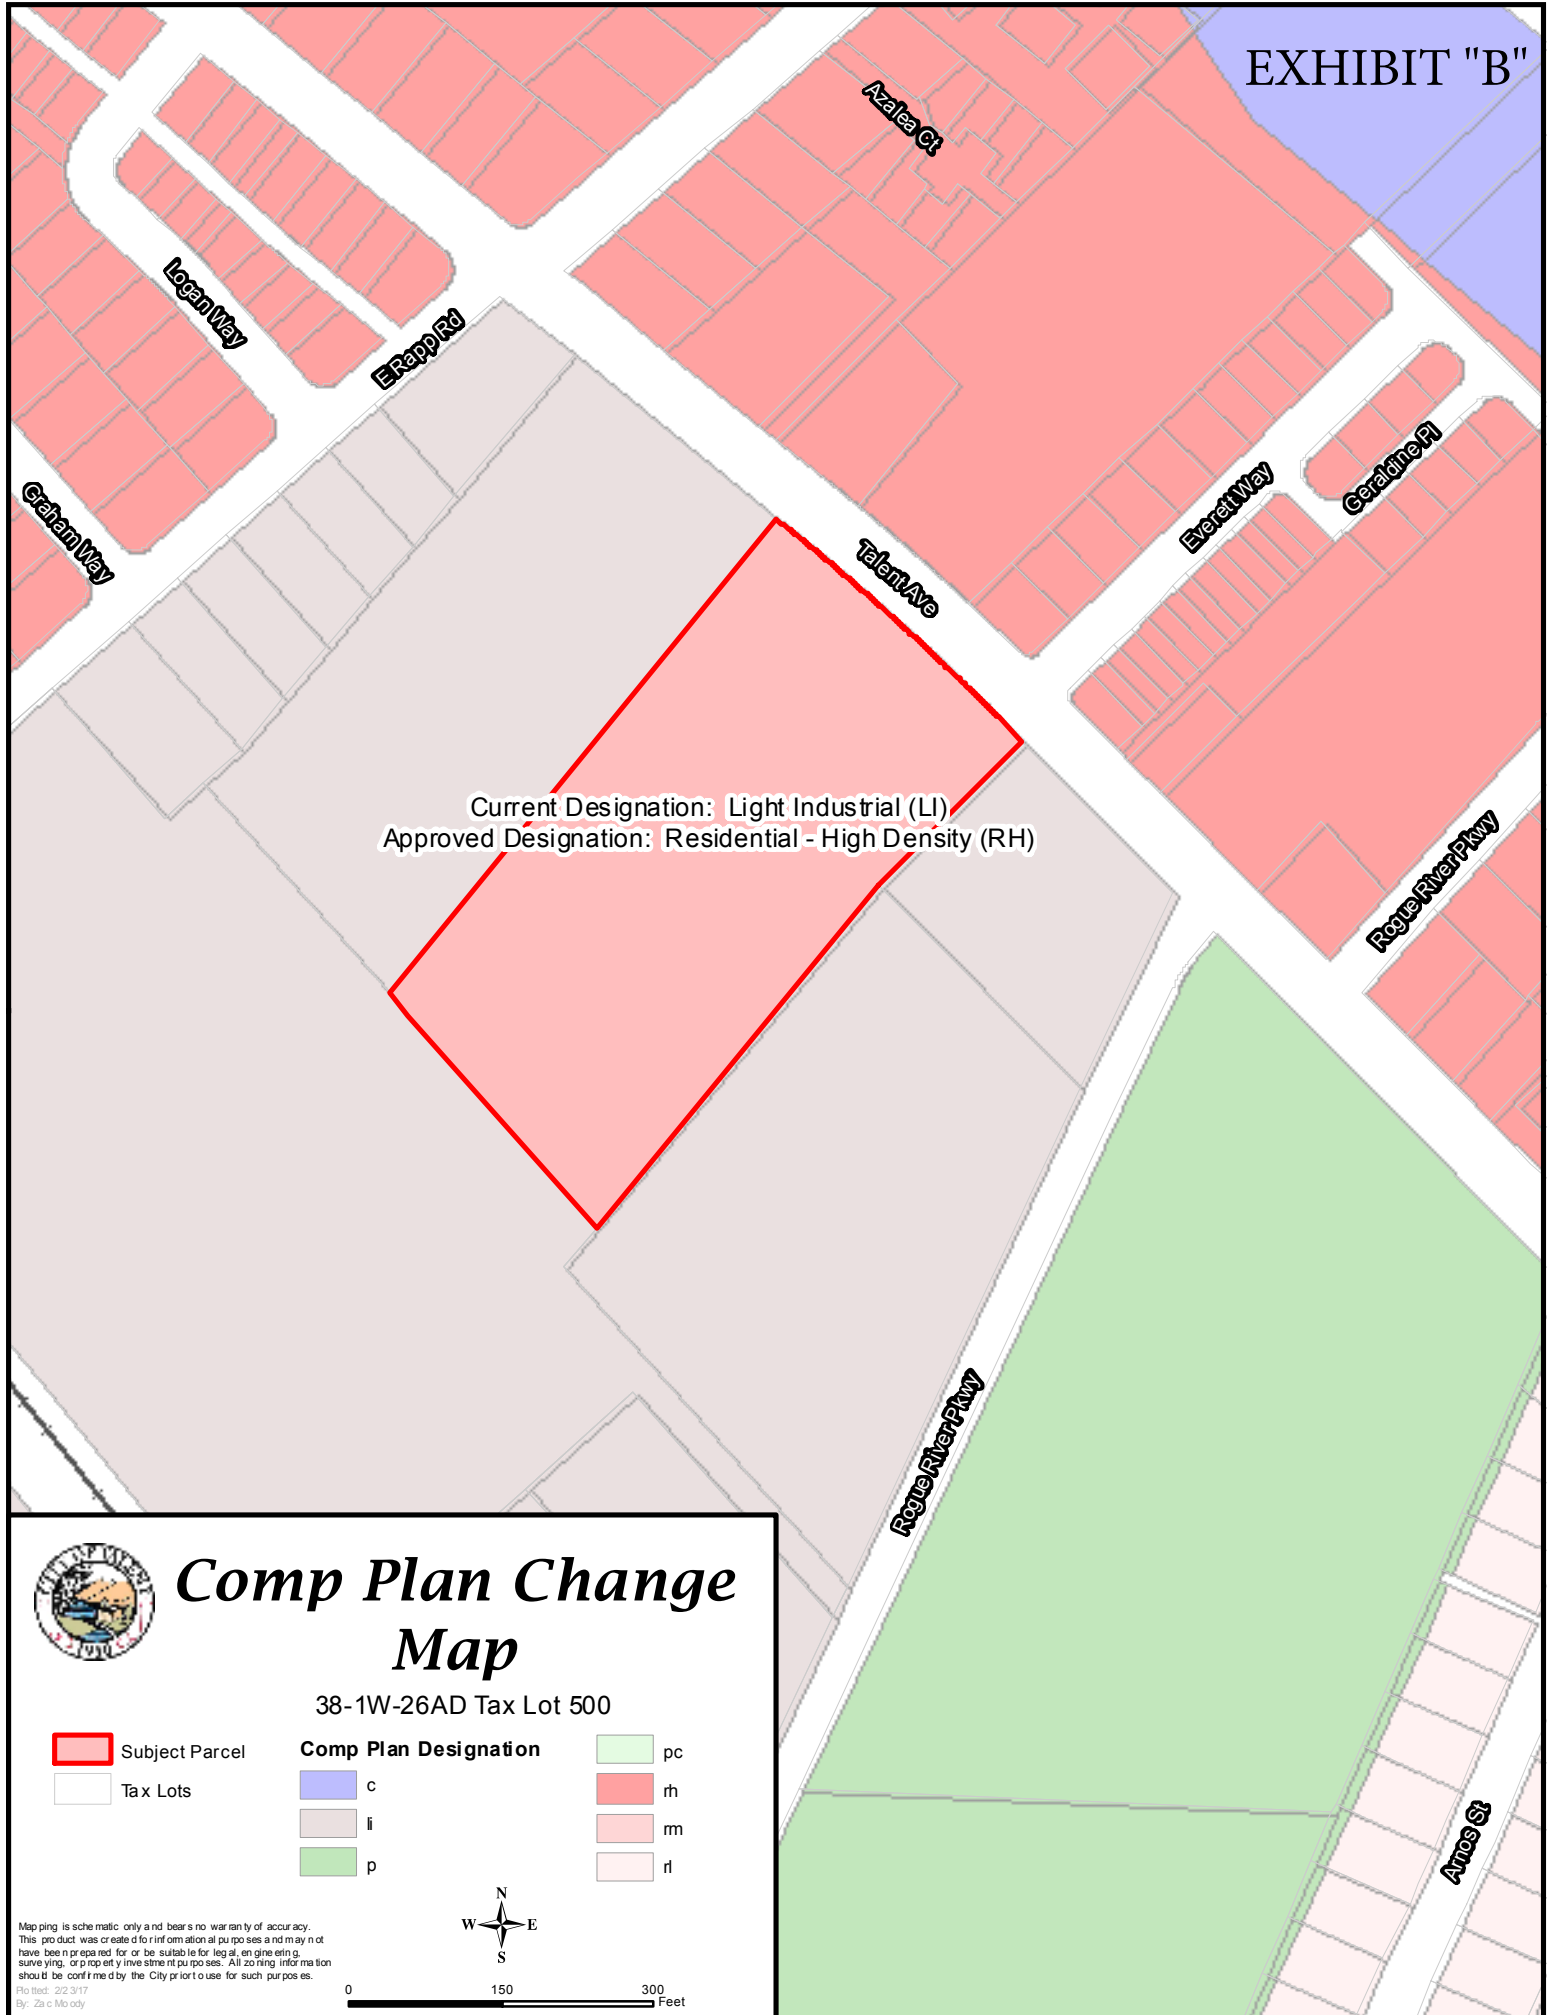 EXHIBIT "B"
Azalea Ct
Logan Way
E Rapp Rd
Graham Way
Geraldine Pl
Everett Way
Talent Ave
Current Designation: Light Industrial (LI)
Approved Designation: Residential - High Density (RH)
Rogue River Pkwy
Rogue River Pkwy
Arnos St
Comp Plan Change
Map
38-1W-26AD Tax Lot 500
Subject Parcel
Tax Lots
Comp Plan Designation
c
li
p
pc
rh
rm
rl
N
W E
S
Mapping is schematic only and bears no warranty of accuracy.
This product was created for informational purposes and may not
have been prepared for or be suitable for legal, engineering,
surveying, or property investment purposes. All zoning information
should be confirmed by the City prior to use for such purposes.
Plotted: 2/23/17
By: Zac Moody
0 150 300
Feet